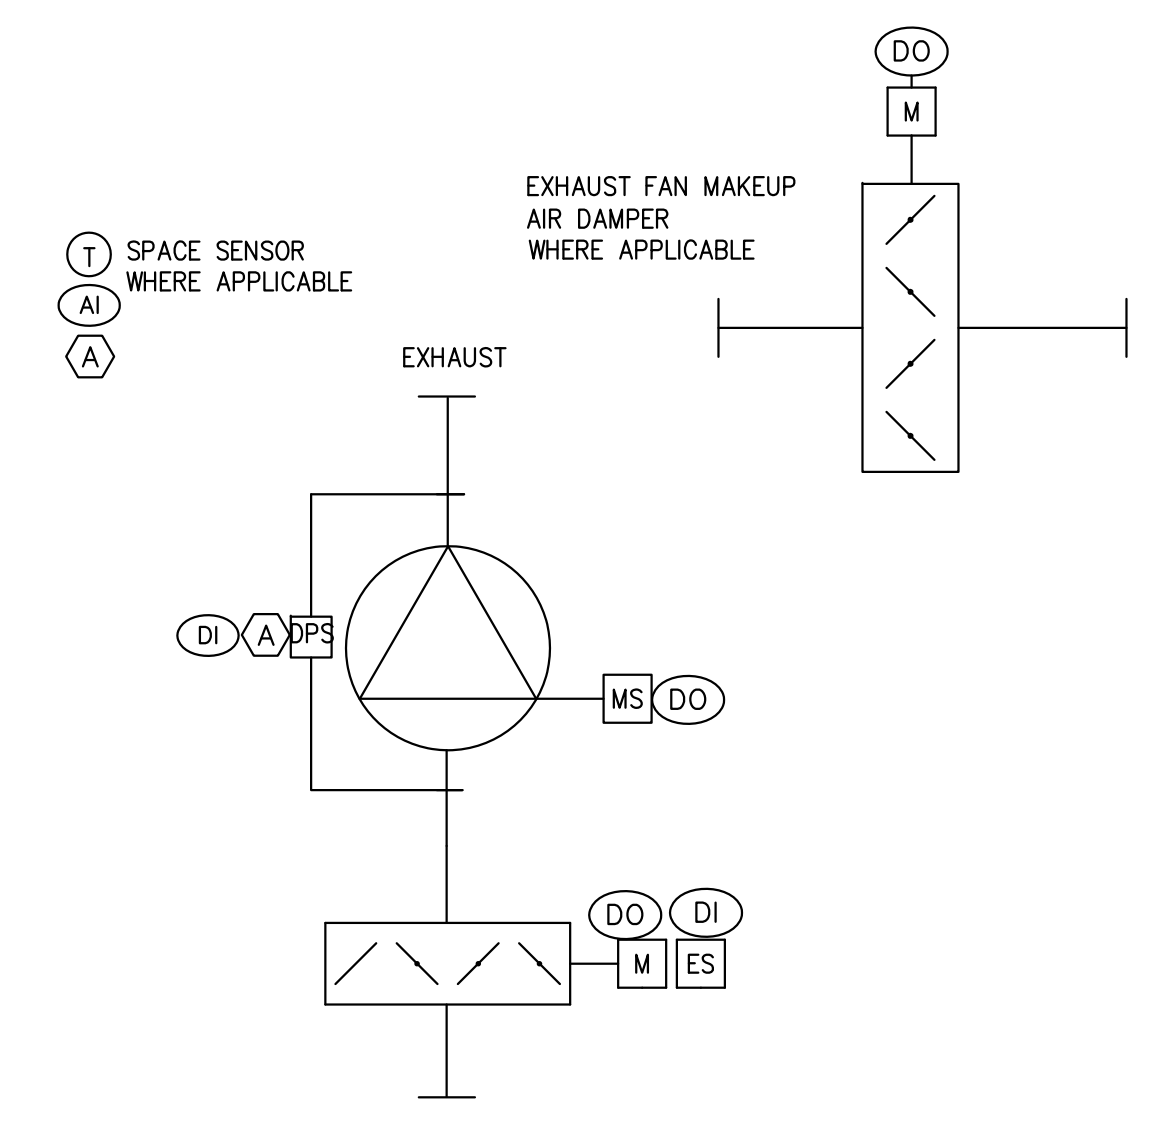 DO
M
EXHAUST FAN MAKEUP
AIR DAMPER
WHERE APPLICABLE
T
SPACE SENSOR
WHERE APPLICABLE
AI
A
EXHAUST
DI
A
DPS
MS
DO
DO
DI
M
ES